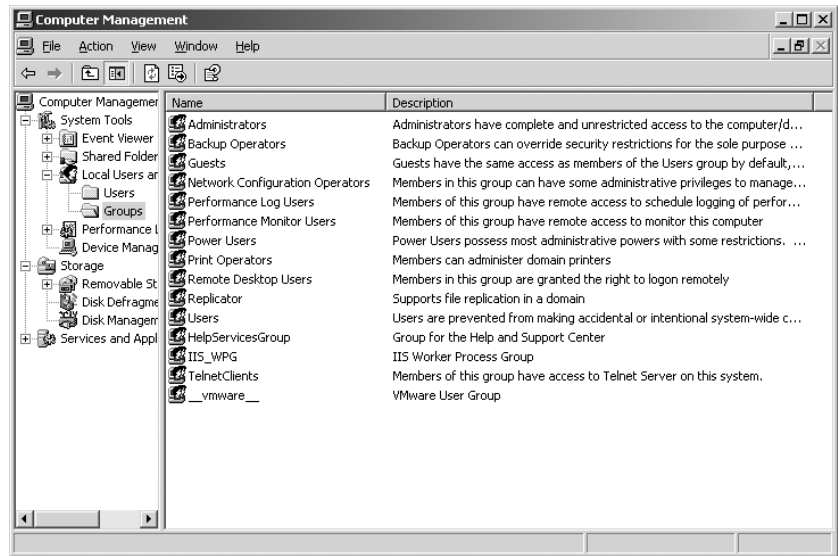 Computer Management
File Action View Window Help
Computer Managemer
System Tools
Event Viewer
Shared Folder
Local Users ar
Users
Groups
Performance L
Device Manag
Storage
Removable St
Disk Defragme
Disk Managem
Services and Appl
Name Description
Administrators Administrators have complete and unrestricted access to the computer/d...
Backup Operators Backup Operators can override security restrictions for the sole purpose ...
Guests Guests have the same access as members of the Users group by default,...
Network Configuration Operators Members in this group can have some administrative privileges to manage...
Performance Log Users Members of this group have remote access to schedule logging of perfor...
Performance Monitor Users Members of this group have remote access to monitor this computer
Power Users Power Users possess most administrative powers with some restrictions. ...
Print Operators Members can administer domain printers
Remote Desktop Users Members in this group are granted the right to logon remotely
Replicator Supports file replication in a domain
Users Users are prevented from making accidental or intentional system-wide c...
HelpServicesGroup Group for the Help and Support Center
IIS_WPG IIS Worker Process Group
TelnetClients Members of this group have access to Telnet Server on this system.
__vmware__ VMware User Group